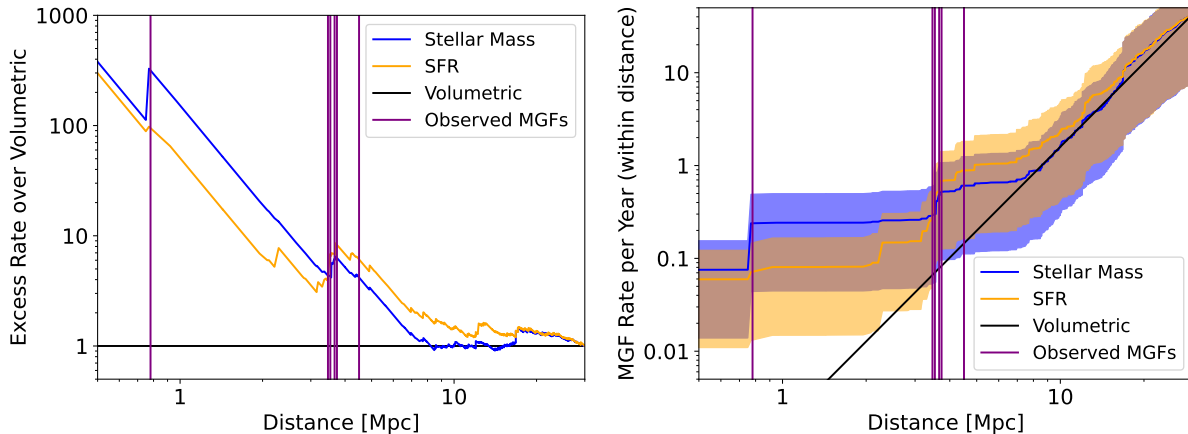 1000
100
10
1
Excess Rate over Volumetric
Stellar Mass
SFR
Volumetric
Observed MGFs
1
10
Distance [Mpc]
10
1
0.1
0.01
MGF Rate per Year (within distance)
Stellar Mass
SFR
Volumetric
Observed MGFs
1
10
Distance [Mpc]